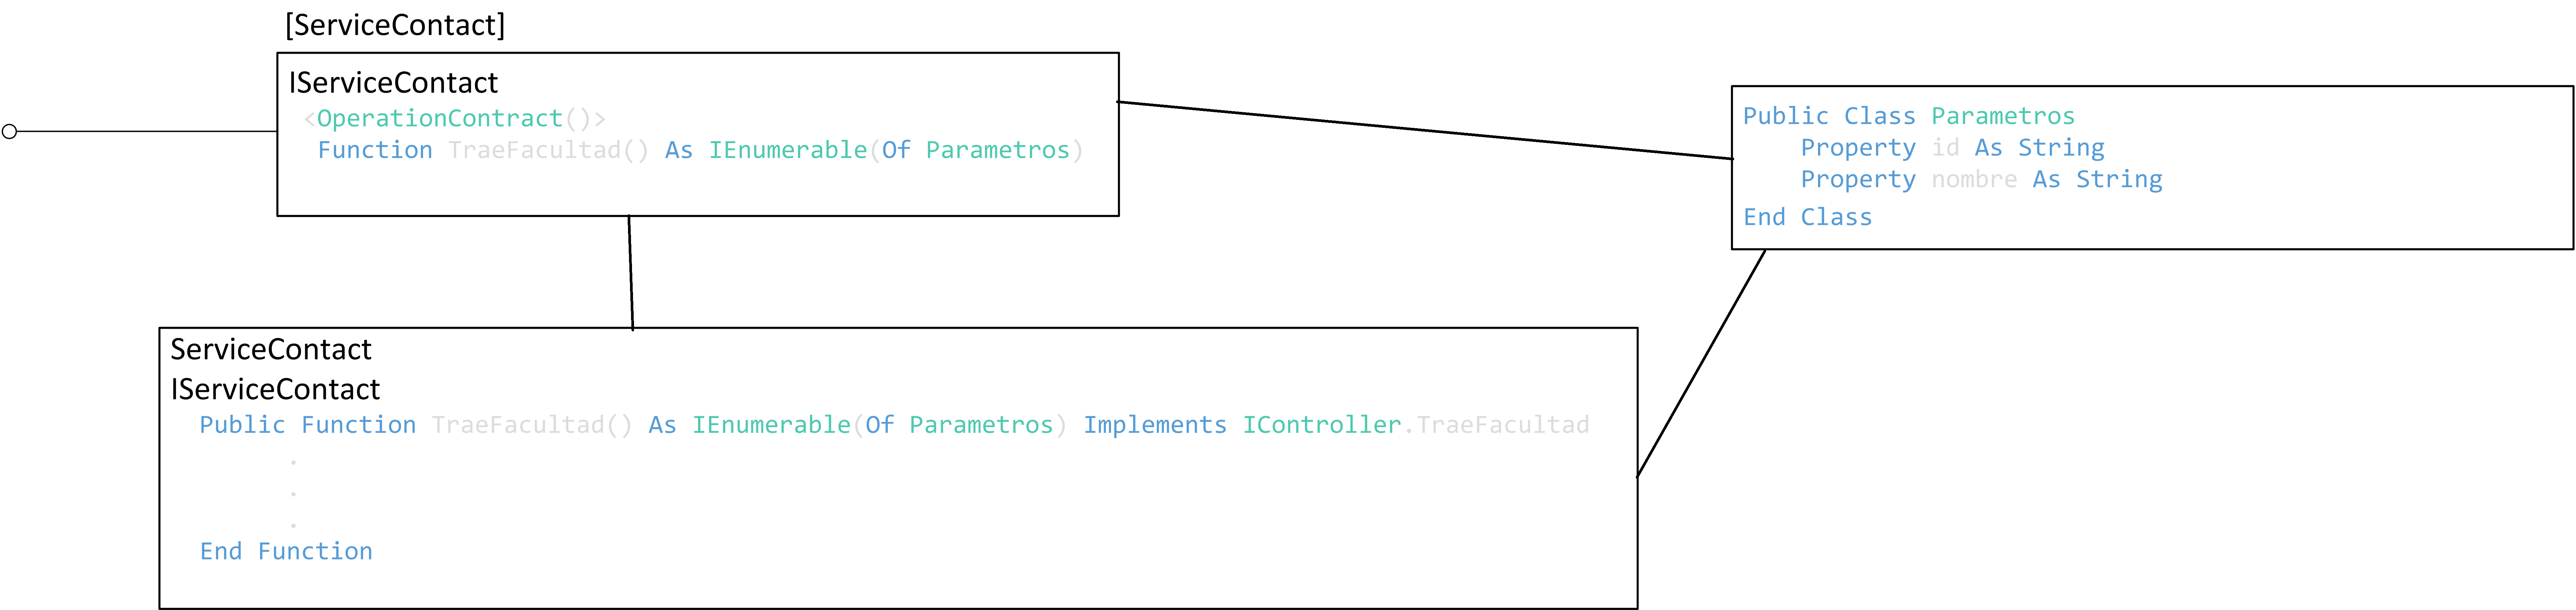 [ServiceContact]
IServiceContact
<OperationContract()>
Function TraeFacultad() As IEnumerable(Of Parametros)
Public Class Parametros
Property id As String
Property nombre As String
End Class
ServiceContact
IServiceContact
Public Function TraeFacultad() As IEnumerable(Of Parametros) Implements IController.TraeFacultad
.
.
.
End Function